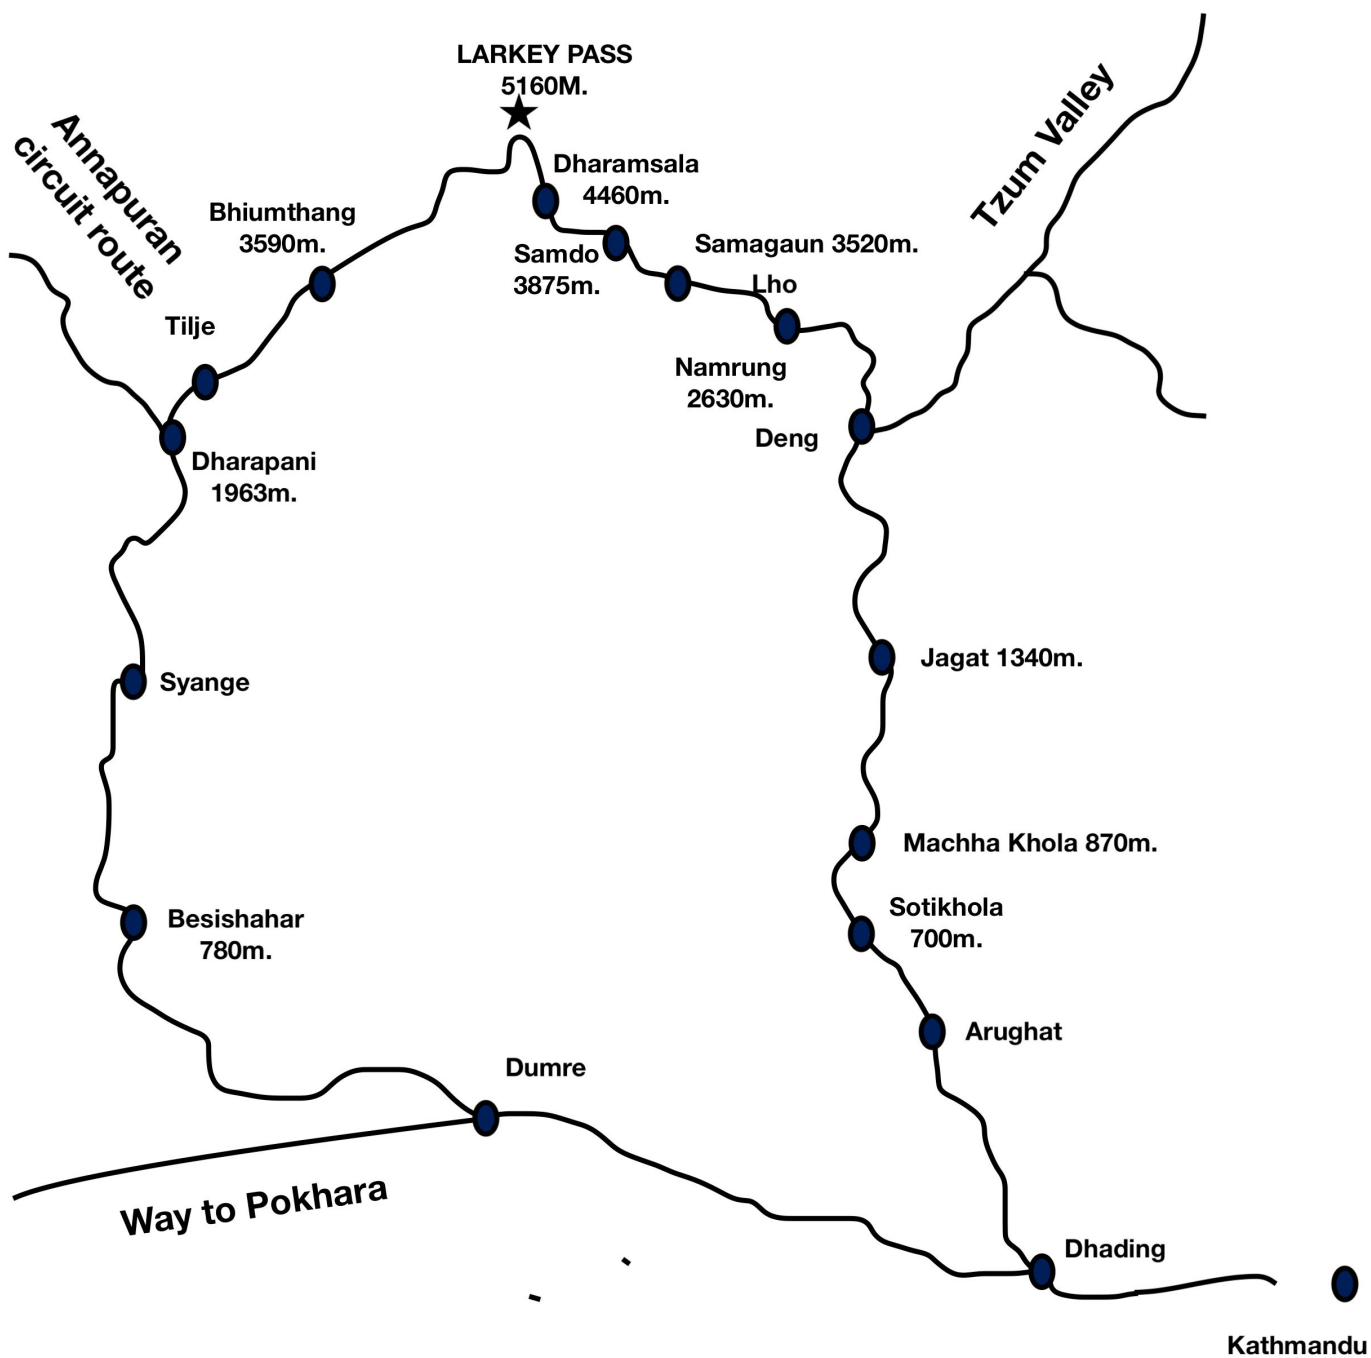 LARKEY PASS
5160M.
Annapuran
circuit route
Tzum Valley
Dharamsala
4460m.
Bhiumthang
3590m.
Samdo
3875m.
Samagaun 3520m.
Lho
Tilje
Namrung
2630m.
Deng
Dharapani
1963m.
Jagat 1340m.
Syange
Machha Khola 870m.
Sotikhola
700m.
Besishahar
780m.
Arughat
Dumre
Way to Pokhara
Dhading
Kathmandu